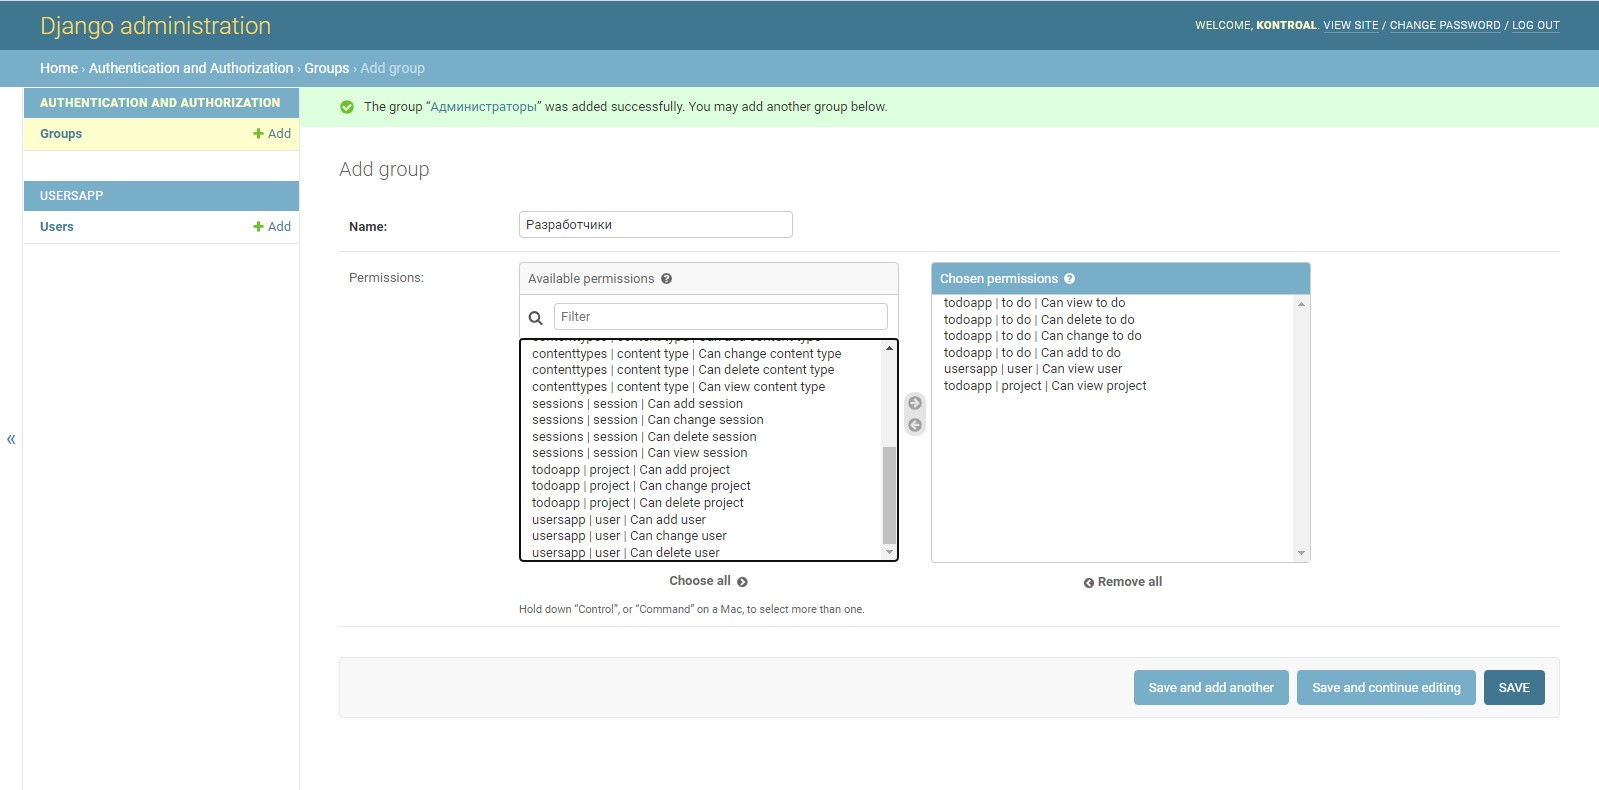 Django administration
WELCOME, KONTROAL. VIEW SITE / CHANGE PASSWORD / LOG OUT
Home › Authentication and Authorization › Groups › Add group
AUTHENTICATION AND AUTHORIZATION
Groups
+ Add
USERSAPP
Users
+ Add
«
The group “Администраторы” was added successfully. You may add another group below.
Add group
Name:
Разработчики
Permissions:
Available permissions ?
Filter
contenttypes | content type | Can add content type
contenttypes | content type | Can change content type
contenttypes | content type | Can delete content type
contenttypes | content type | Can view content type
sessions | session | Can add session
sessions | session | Can change session
sessions | session | Can delete session
sessions | session | Can view session
todoapp | project | Can add project
todoapp | project | Can change project
todoapp | project | Can delete project
usersapp | user | Can add user
usersapp | user | Can change user
usersapp | user | Can delete user
Choose all
Hold down “Control”, or “Command” on a Mac, to select more than one.
Chosen permissions ?
todoapp | to do | Can view to do
todoapp | to do | Can delete to do
todoapp | to do | Can change to do
todoapp | to do | Can add to do
usersapp | user | Can view user
todoapp | project | Can view project
Remove all
Save and add another
Save and continue editing
SAVE